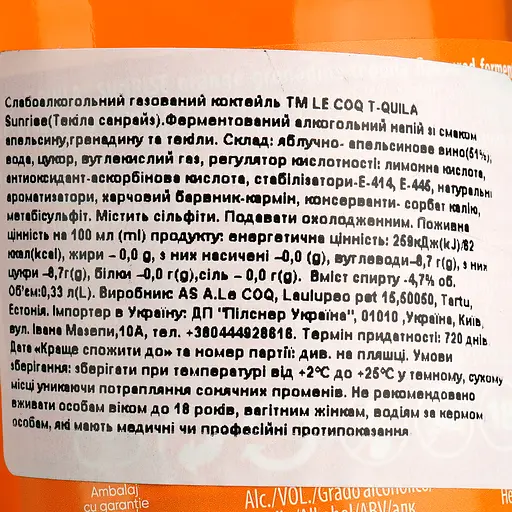 Flavoured fermen
Слабоалкогольний газований коктейль TM LE COQ T-QUILA
Sunrise(Текіла санрайз).Ферментований алкогольний напій зі смаком
апельсину,гренадину та текіли. Склад: яблучно- апельсинове вино(51%),
вода, цукор, вуглекислий газ, регулятор кислотності: лимонна кислота,
антиоксидант-аскорбінова кислота, стабілізатори-Е-414, Е-445, натуральні
ароматизатори, харчовий барвник-кармін, консерванти- сорбат калію,
метабісульфіт. Містить сільфіти. Подавати охолодженним. Поживна
цінність на 100 мл (ml) продукту: енергетична цінність: 259кДж(kJ)/62
ккал(kcal), жири – 0,0 g, з них насичені –0,0 (g), вуглеводи–8,7 г(g), з них
цукри –8,7г(g), білки –0,0 г(g),сіль – 0,0 г(g). Вміст спирту -4,7% об.
Об'єм:0,33 л(L). Виробник: AS A.Le COQ, Laulupeo pst 15,50050, Tartu,
Естонія. Імпортер в Україну: ДП "Пілснер Україна", 01010 ,Україна, Київ,
вул. Івана Мазепи,10А, тел. +380444928616. Термін придатності: 720 днів
Дата «Краще спожити до» та номер партії: див. на пляшці. Умови
зберігання: зберігати при температурі від +2°С до +25°С у темному, сухому
місці уникаючи потрапляння сонячних променів. Не рекомендовано
вживати особам віком до 18 років, вагітним жінкам, водіям за кермом
особам, які мають медичні чи професійні протипоказання
Ambalaj
cu garanție
Alc./VOL./Grado alcohólico/